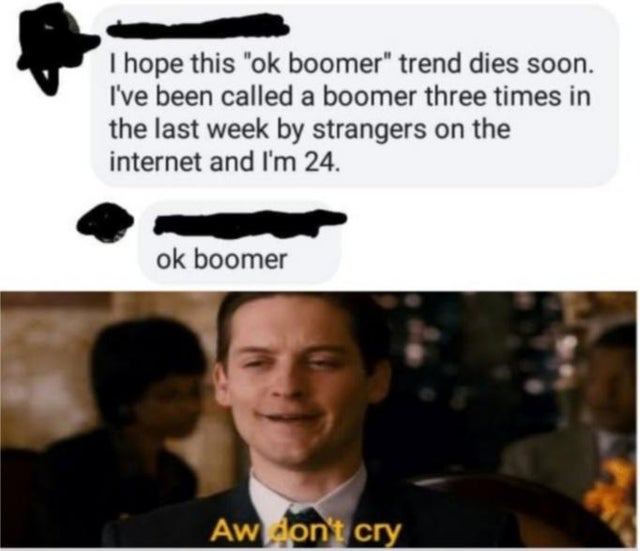 I hope this "ok boomer" trend dies soon.
I've been called a boomer three times in
the last week by strangers on the
internet and I'm 24.
ok boomer
Aw don't cry